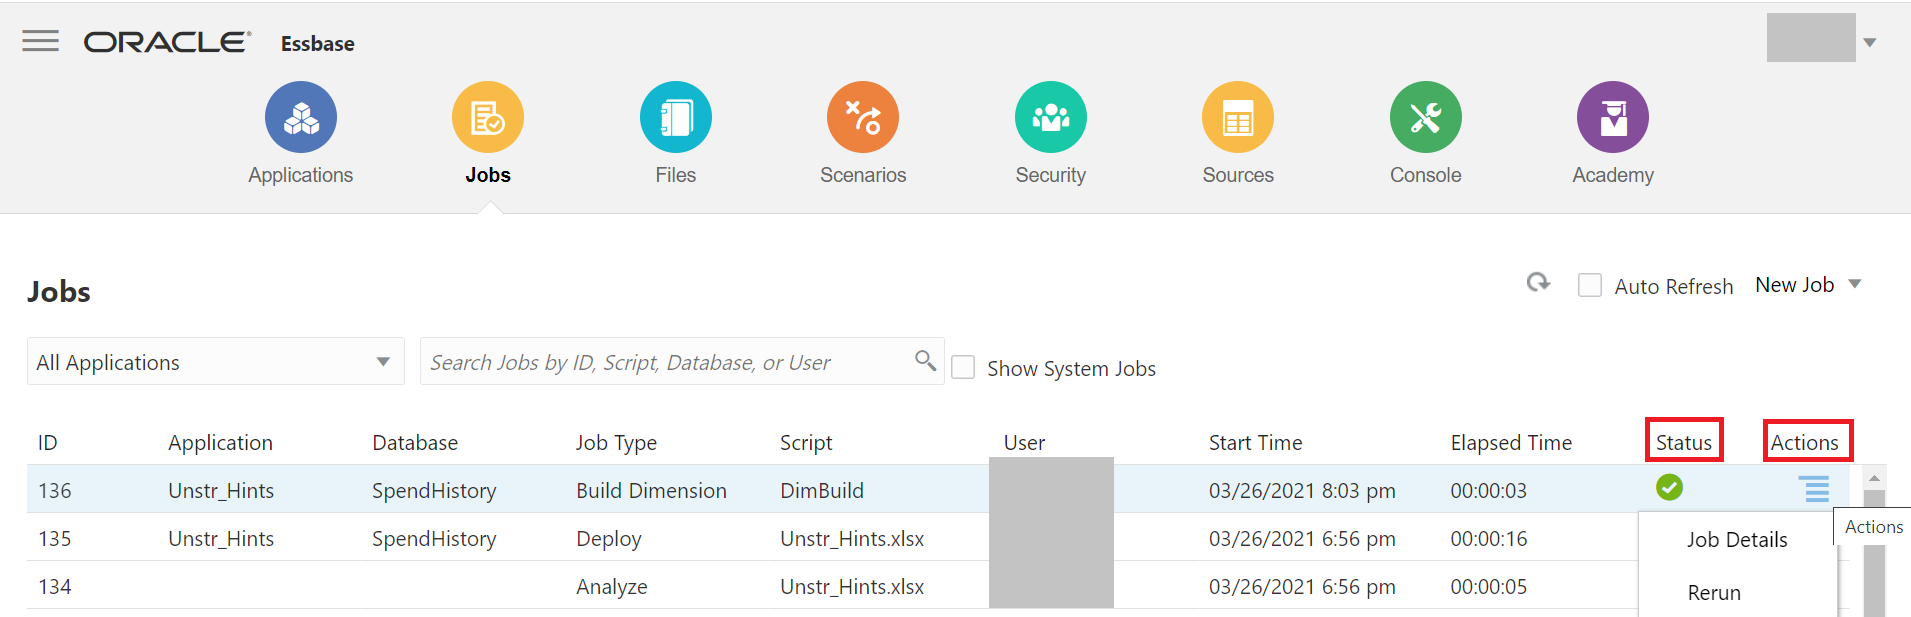 ORACLE® Essbase
Applications Jobs Files Scenarios Security Sources Console Academy
Jobs
Auto Refresh New Job
All Applications Search Jobs by ID, Script, Database, or User Show System Jobs
ID Application Database Job Type Script User Start Time Elapsed Time Status Actions
136 Unstr_Hints SpendHistory Build Dimension DimBuild 03/26/2021 8:03 pm 00:00:03
Actions
135 Unstr_Hints SpendHistory Deploy Unstr_Hints.xlsx 03/26/2021 6:56 pm 00:00:16 Job Details
134 Analyze Unstr_Hints.xlsx 03/26/2021 6:56 pm 00:00:05 Rerun